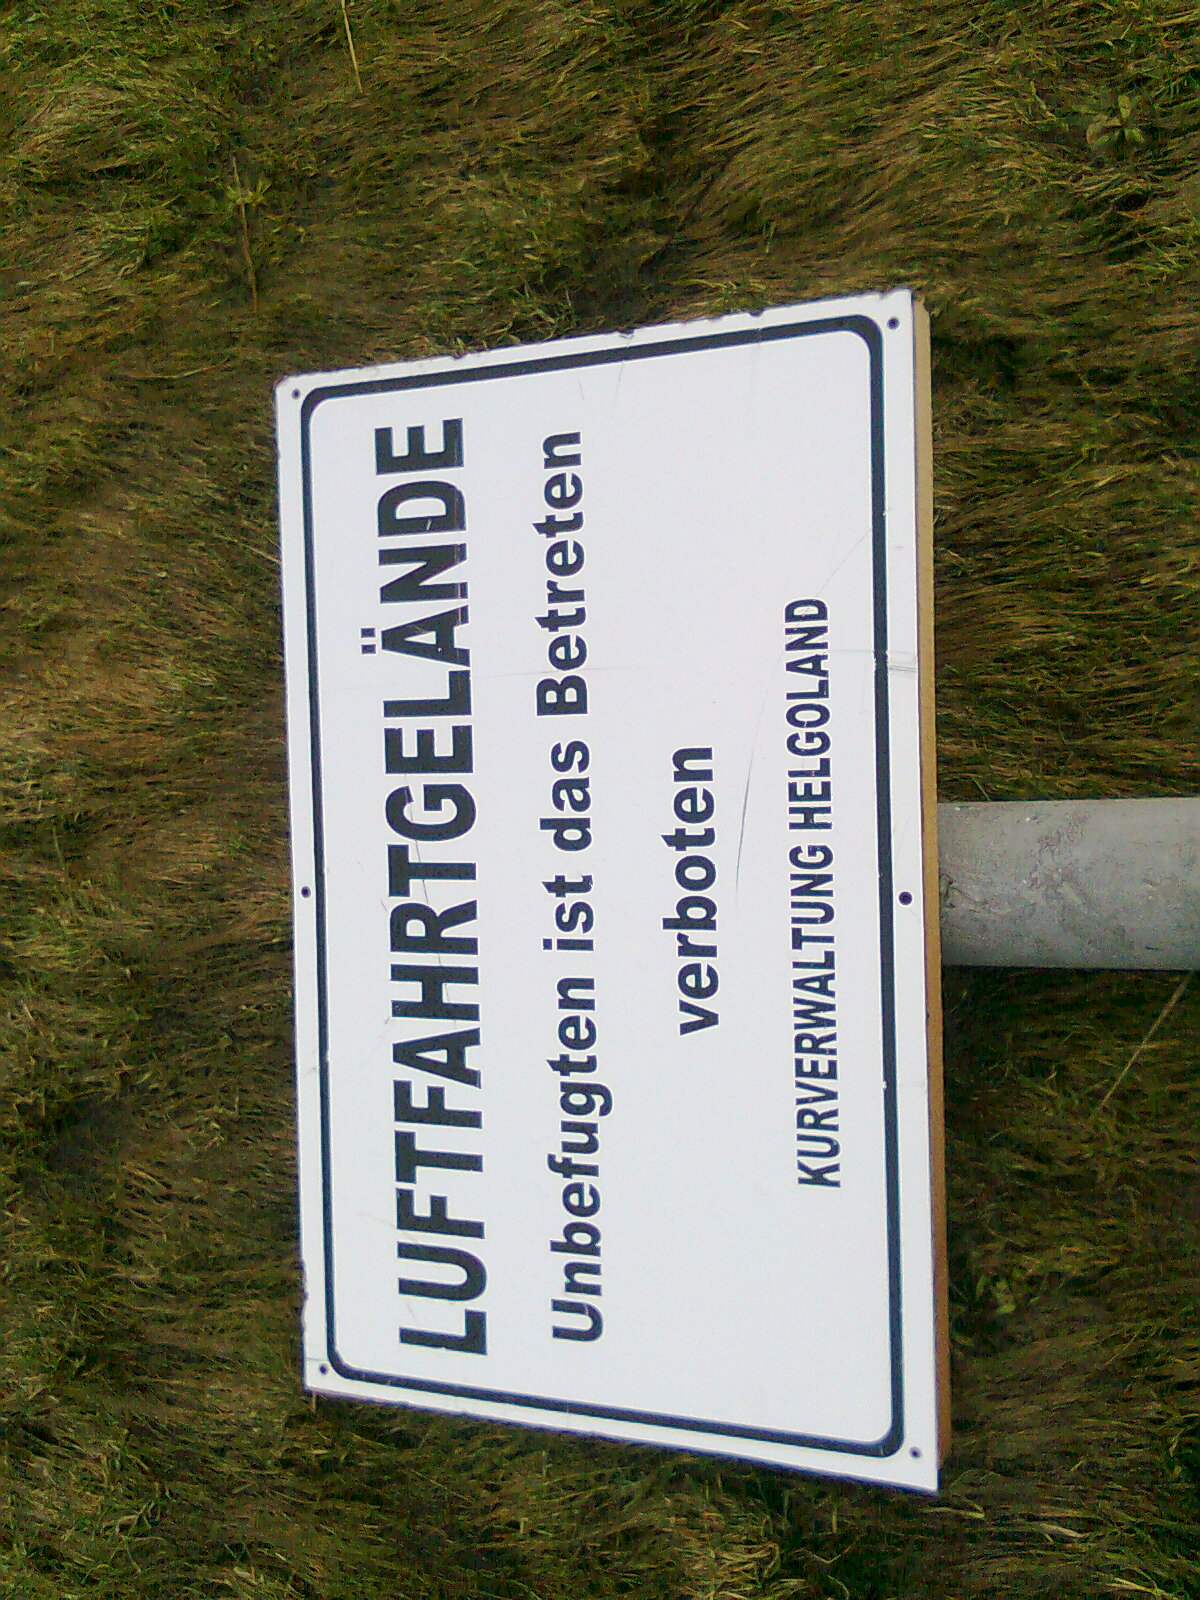 LUFTFAHRTGELÄNDE
Unbefugten ist das Betreten
verboten
KURVERWALTUNG HELGOLAND